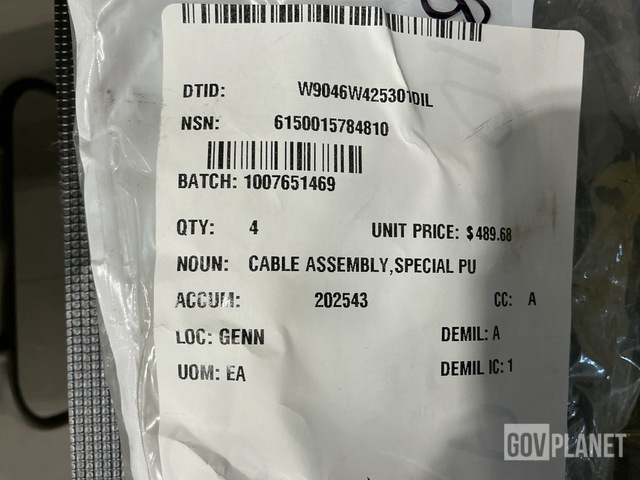 DTID: W9046W425301DIL
NSN: 6150015784810
BATCH: 1007651469
QTY: 4 UNIT PRICE: $489.68
NOUN: CABLE ASSEMBLY,SPECIAL PU
ACCUM: 202543 CC: A
LOC: GENN DEMIL: A
UOM: EA DEMIL IC: 1
GOVPLANET